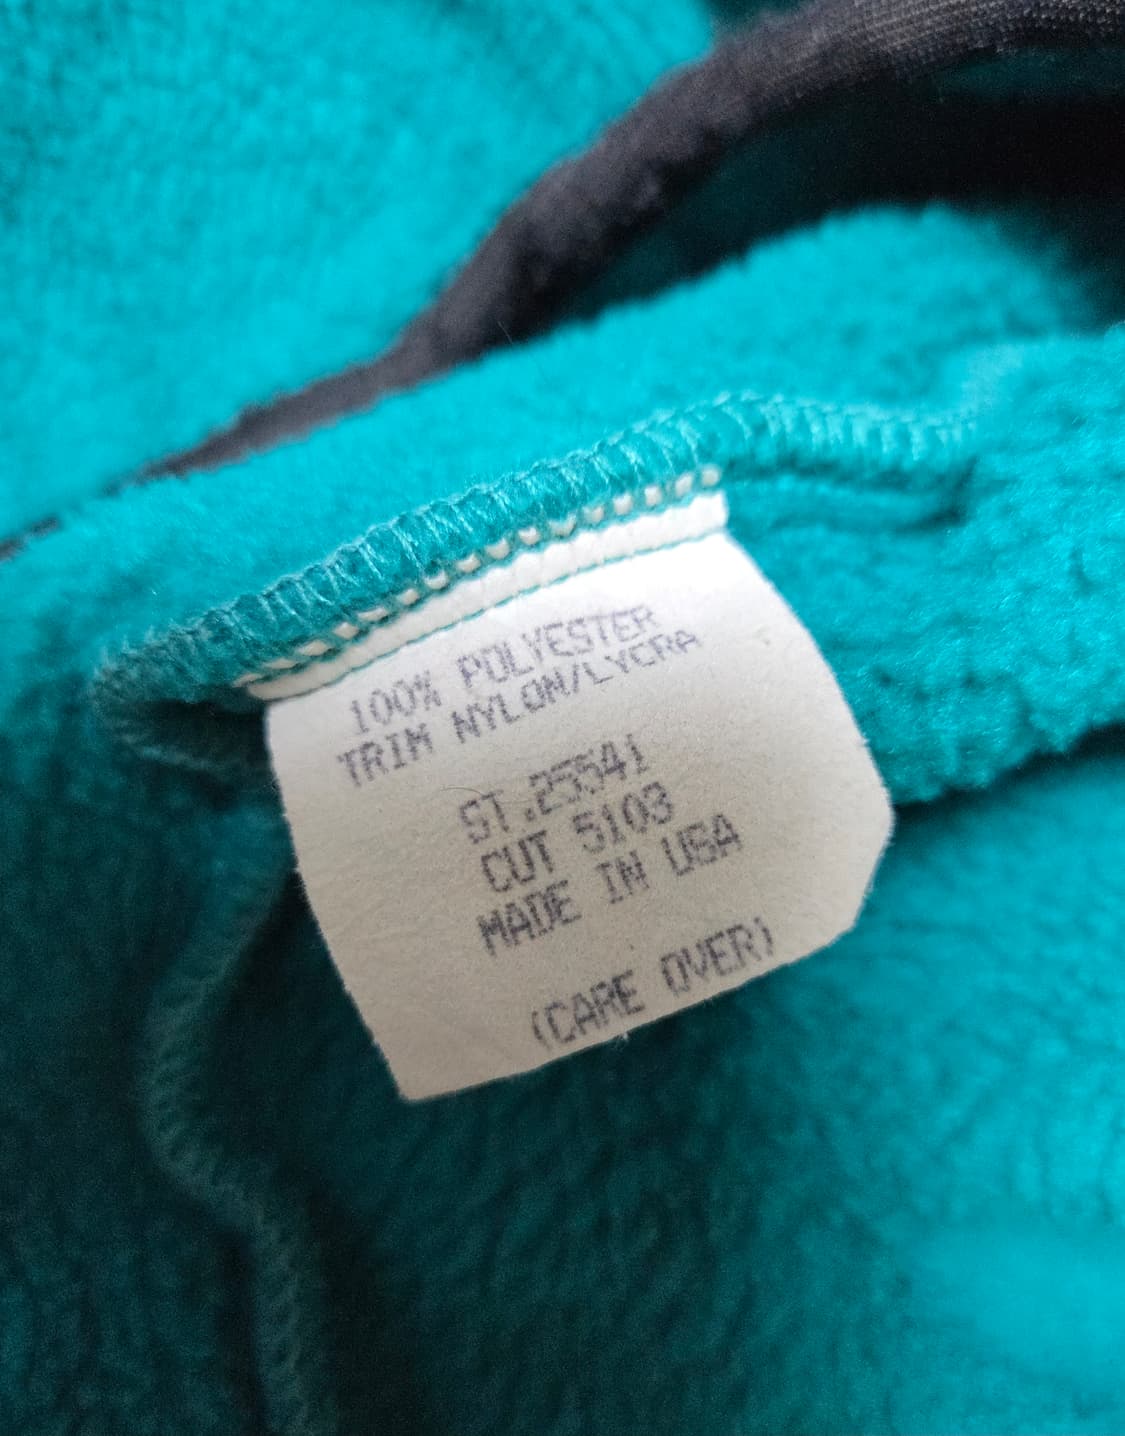 100% POLYESTER
TRIM NYLON/LYCRA
ST.25541
CUT 5103
MADE IN USA
(CARE OVER)